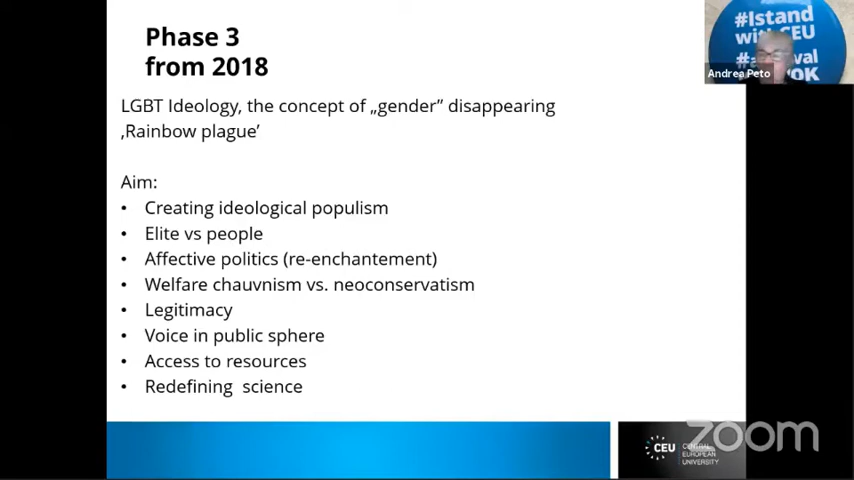 Phase 3
from 2018
LGBT Ideology, the concept of „gender” disappearing
‚Rainbow plague’
Aim:
• Creating ideological populism
• Elite vs people
• Affective politics (re-enchantement)
• Welfare chauvnism vs. neoconservatism
• Legitimacy
• Voice in public sphere
• Access to resources
• Redefining science
#Istand
with CEU
Andrea Peto
CEU
CENTRAL
EUROPEAN
UNIVERSITY
zoom